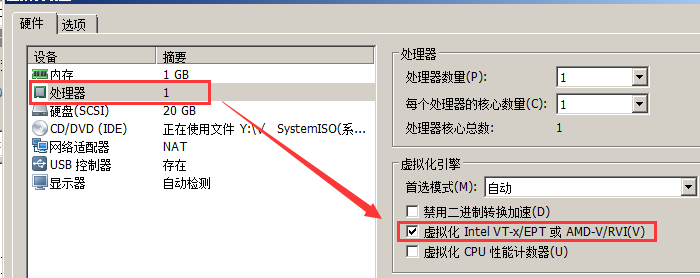 硬件 选项
设备 摘要
内存 1 GB
处理器 1
硬盘(SCSI) 20 GB
CD/DVD (IDE) 正在使用文件 Y:\V SystemISO(系...
网络适配器 NAT
USB 控制器 存在
显示器 自动检测
处理器
处理器数量(P): 1
每个处理器的核心数量(C): 1
处理器核心总数: 1
虚拟化引擎
首选模式(M): 自动
禁用二进制转换加速(D)
虚拟化 Intel VT-x/EPT 或 AMD-V/RVI(V)
虚拟化 CPU 性能计数器(U)